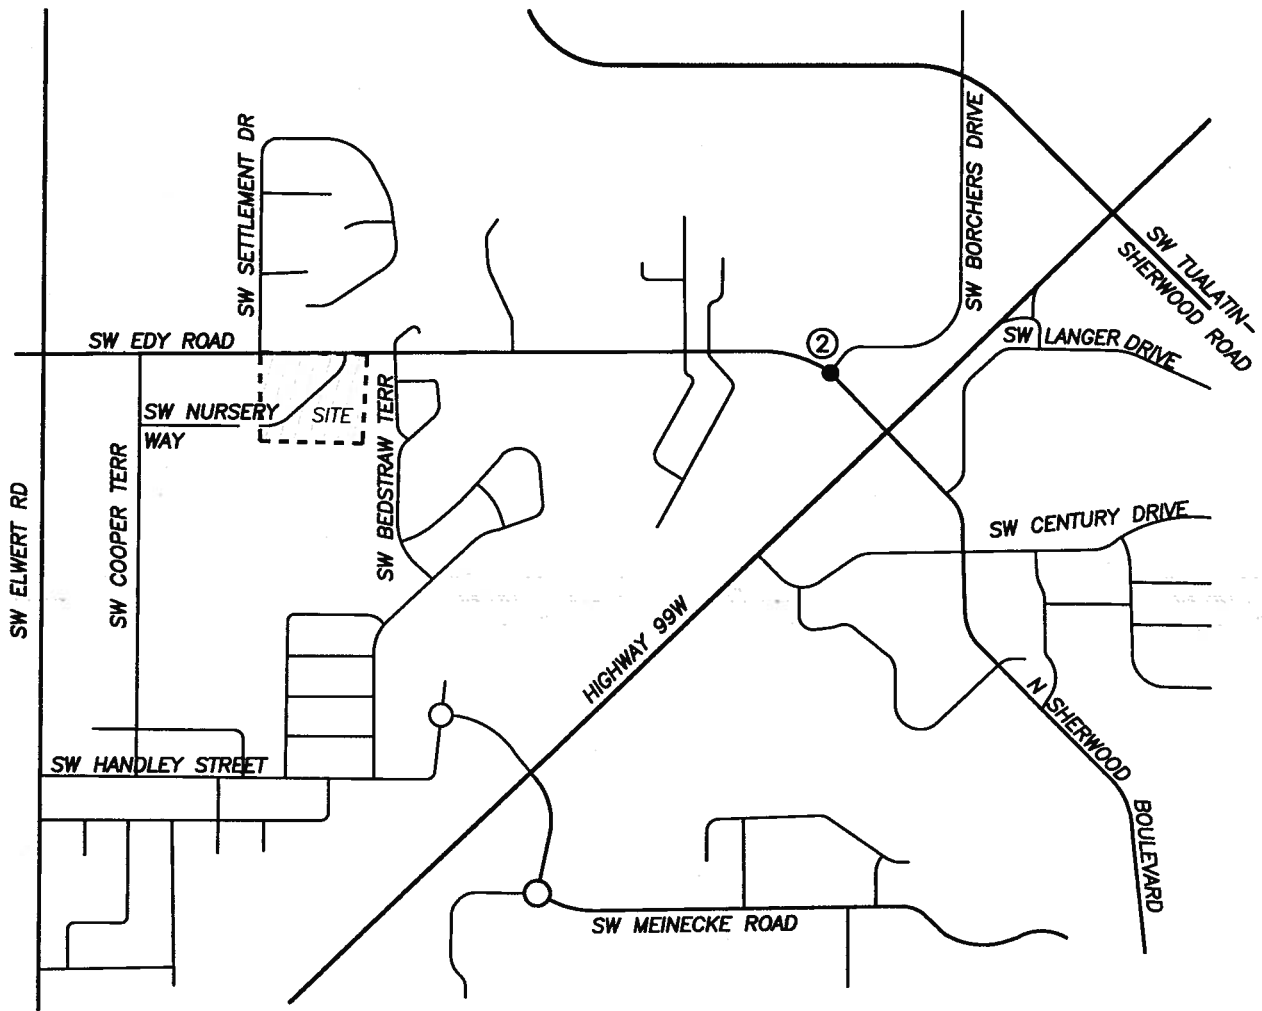 SW SETTLEMENT DR
SW BORCHERS DRIVE
SW TUALATIN-
SHERWOOD ROAD
SW EDY ROAD
2
SW LANGER DRIVE
SW NURSERY
WAY
SITE
SW BEDSTRAW TERR
SW COOPER TERR
SW ELWERT RD
SW CENTURY DRIVE
HIGHWAY 99W
N SHERWOOD
BOULEVARD
SW HANDLEY STREET
SW MEINECKE ROAD